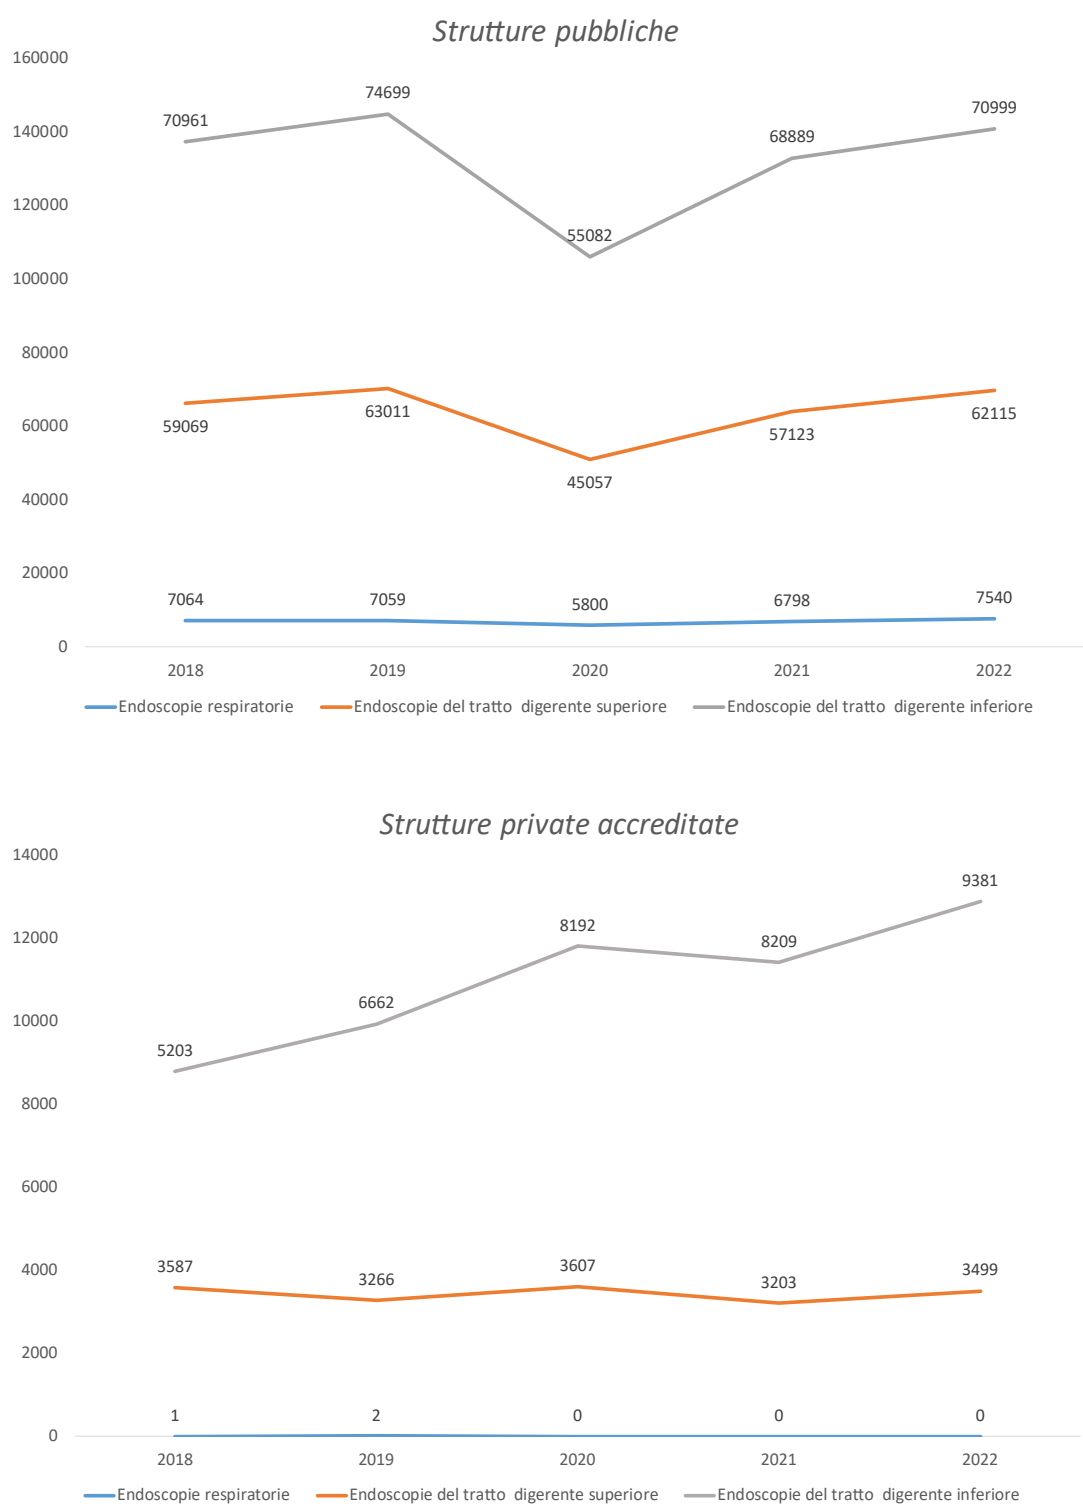 Strutture pubbliche
160000
140000
120000
100000
80000
60000
40000
20000
0
70961 74699 55082 68889 70999
59069 63011 45057 57123 62115
7064 7059 5800 6798 7540
2018 2019 2020 2021 2022
Endoscopie respiratorie Endoscopie del tratto digerente superiore Endoscopie del tratto digerente inferiore
Strutture private accreditate
14000
12000
10000
8000
6000
4000
2000
0
5203 6662 8192 8209 9381
3587 3266 3607 3203 3499
1 2 0 0 0
2018 2019 2020 2021 2022
Endoscopie respiratorie Endoscopie del tratto digerente superiore Endoscopie del tratto digerente inferiore